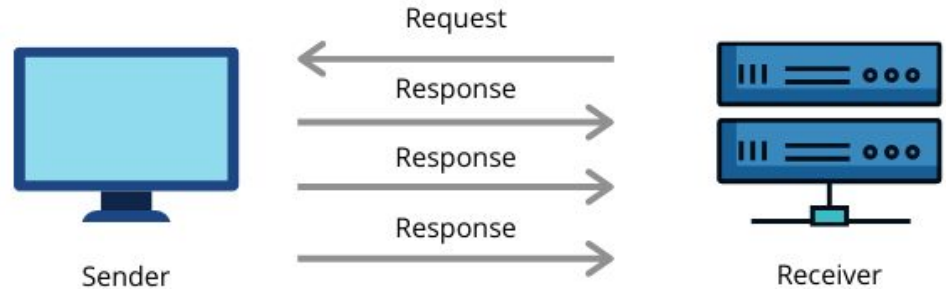 Request
Response
Response
Response
Sender
Receiver